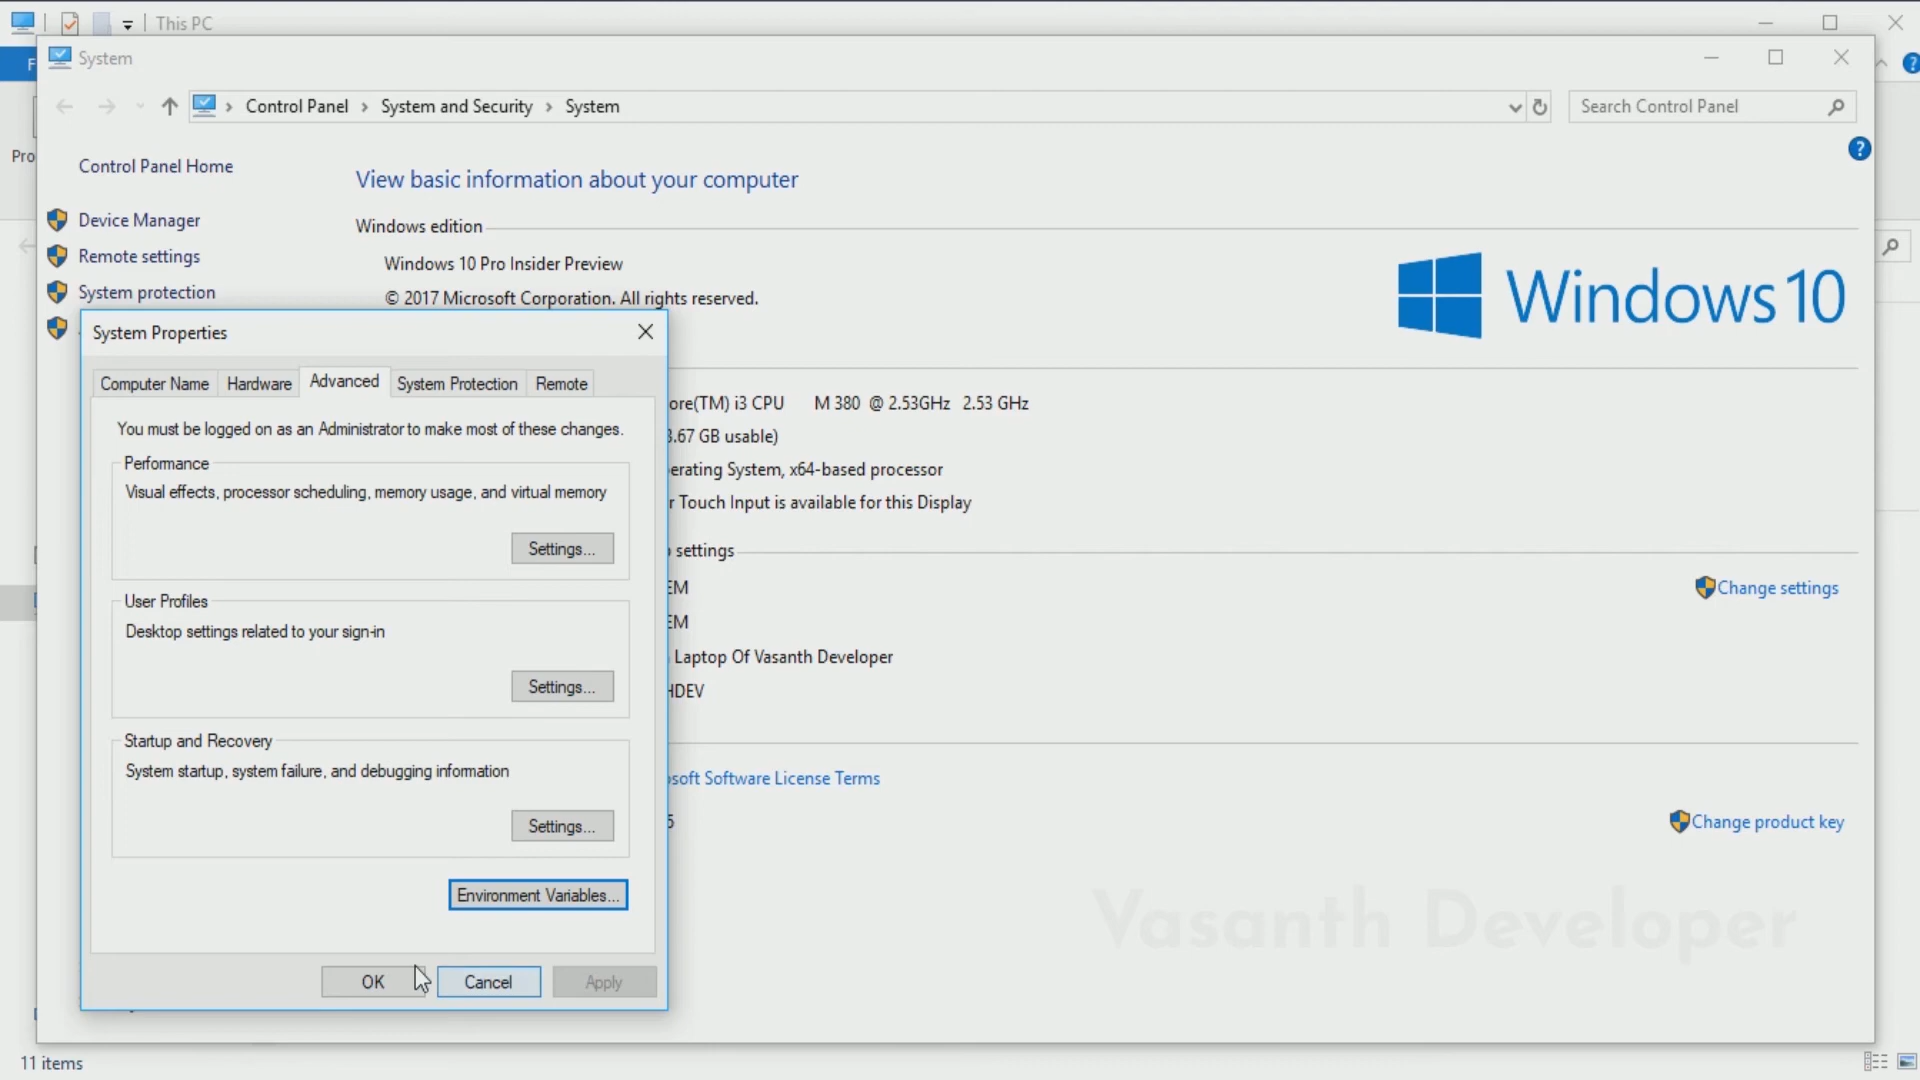 This PC
System
Control Panel › System and Security › System
Search Control Panel
Control Panel Home
Device Manager
Remote settings
System protection
View basic information about your computer
Windows edition
Windows 10 Pro Insider Preview
© 2017 Microsoft Corporation. All rights reserved.
Windows 10
System Properties
Computer Name
Hardware
Advanced
System Protection
Remote
You must be logged on as an Administrator to make most of these changes.
Performance
Visual effects, processor scheduling, memory usage, and virtual memory
Settings...
User Profiles
Desktop settings related to your sign-in
Settings...
Startup and Recovery
System startup, system failure, and debugging information
Settings...
Environment Variables...
OK
Cancel
Apply
ore(TM) i3 CPU M 380 @ 2.53GHz 2.53 GHz
3.67 GB usable)
erating System, x64-based processor
r Touch Input is available for this Display
settings
EM
EM
Laptop Of Vasanth Developer
HDEV
Change settings
osoft Software License Terms
5
Change product key
Vasanth Developer
11 items